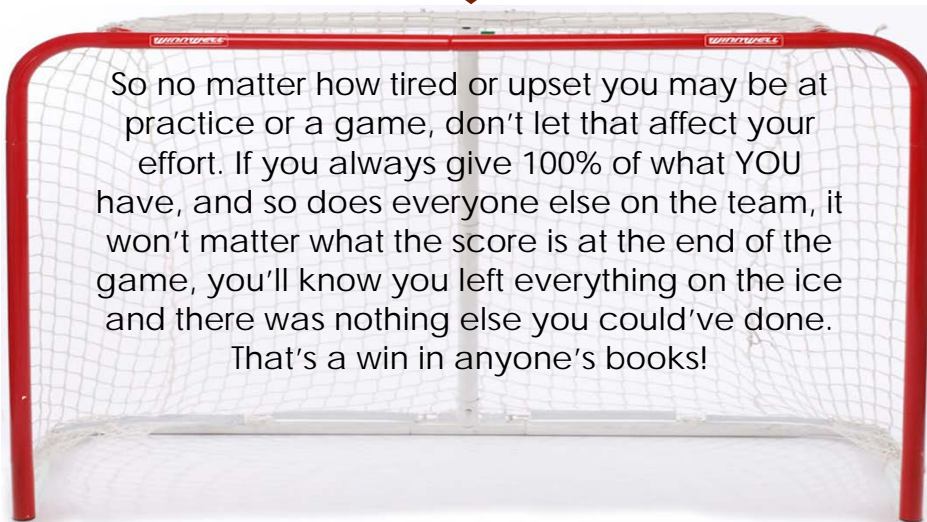 WINNWELL WINNWELL
So no matter how tired or upset you may be at
practice or a game, don't let that affect your
effort. If you always give 100% of what YOU
have, and so does everyone else on the team, it
won't matter what the score is at the end of the
game, you'll know you left everything on the ice
and there was nothing else you could've done.
That's a win in anyone's books!